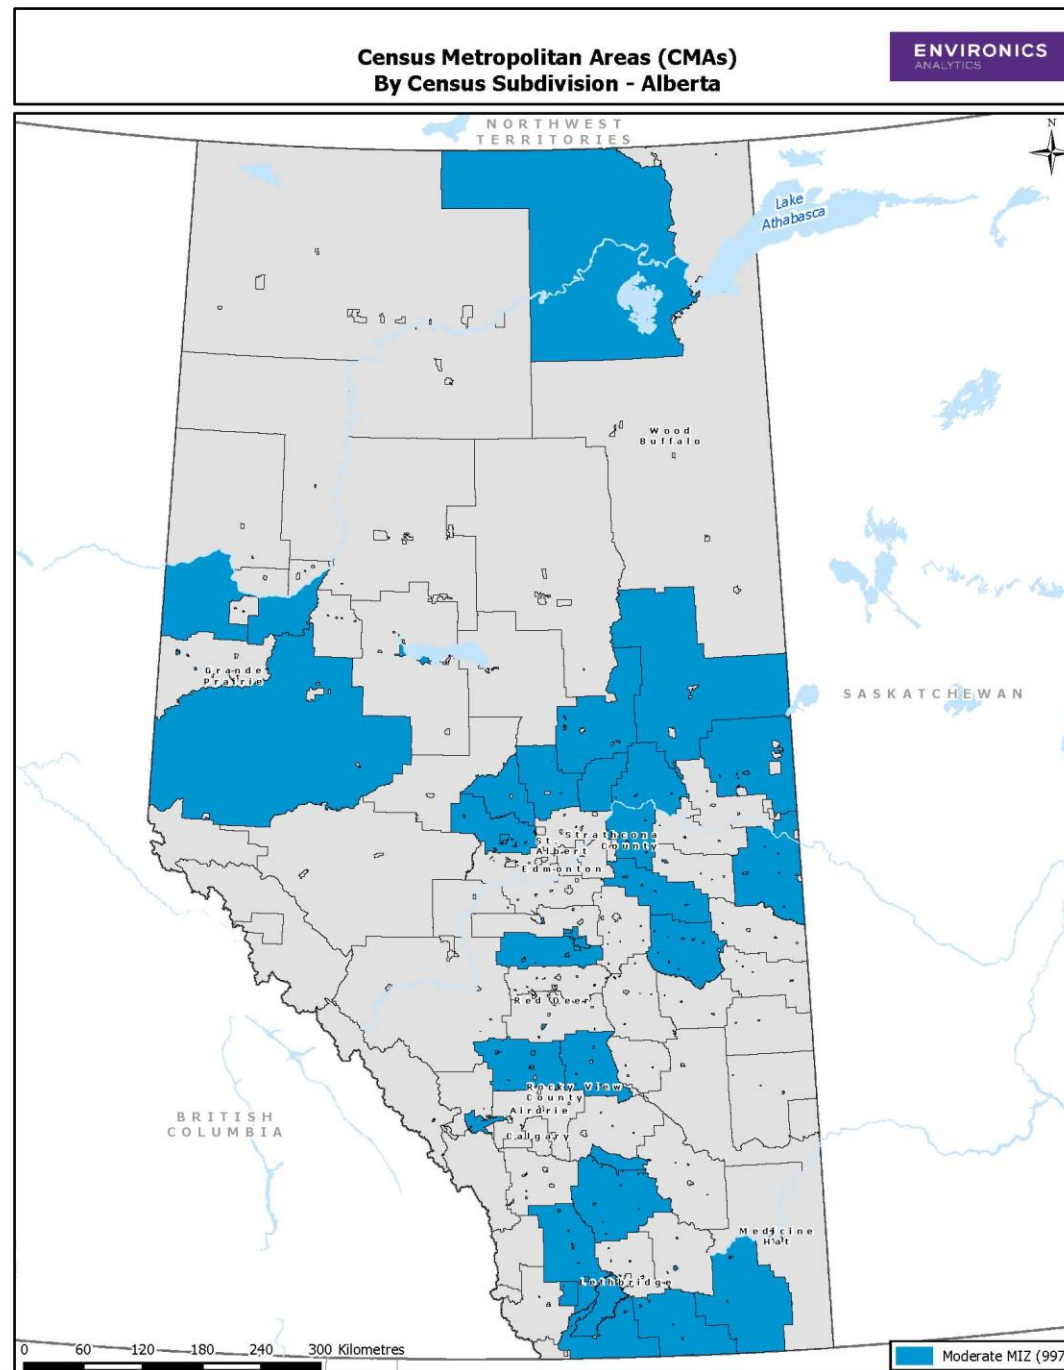 Census Metropolitan Areas (CMAs)
By Census Subdivision - Alberta
ENVIRONICS
ANALYTICS
NORTHWEST
TERRITORIES
N
Lake
Athabasca
Wood
Buffalo
Grande
Prairie
SASKATCHEWAN
St.
Albert
Strathcona
County
Edmonton
Red Deer
Rocky View
County
Airdrie
Calgary
BRITISH
COLUMBIA
Medicine
Hat
Lethbridge
0 60 120 180 240 300 Kilometres
Moderate MIZ (997